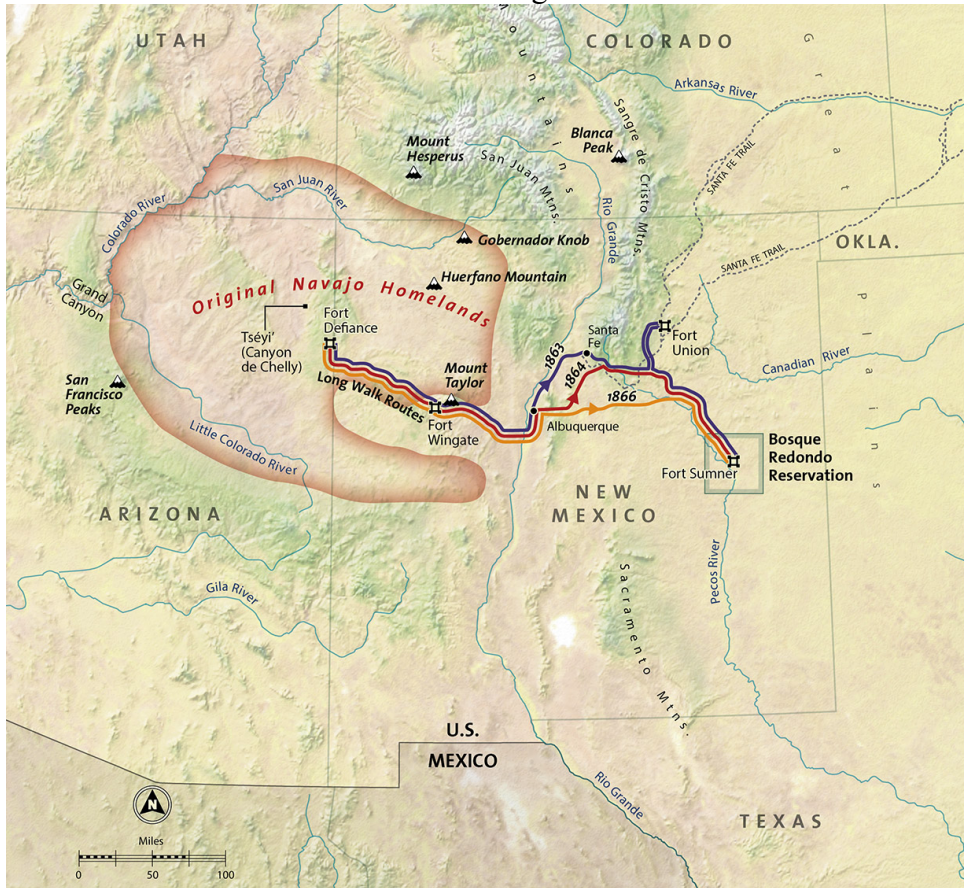 UTAH
COLORADO
Great
Plains
Mountains
Arkansas River
Sangre de Cristo Mtns.
Blanca
Peak
Mount
Hesperus
San Juan Mtns.
SANTA FE TRAIL
San Juan River
Colorado River
Rio Grande
Gobernador Knob
OKLA.
SANTA FE TRAIL
Huerfano Mountain
Grand
Canyon
Original Navajo Homelands
Fort
Defiance
Tséyi’
(Canyon
de Chelly)
Santa
Fe
Fort
Union
1863
1864
1866
Canadian River
Mount
Taylor
San
Francisco
Peaks
Long Walk Routes
Fort
Wingate
Albuquerque
Little Colorado River
Bosque
Redondo
Reservation
Fort Sumner
NEW
MEXICO
ARIZONA
Gila River
Pecos River
Sacramento Mtns.
U.S.
MEXICO
Rio Grande
TEXAS
N
Miles
0 50 100